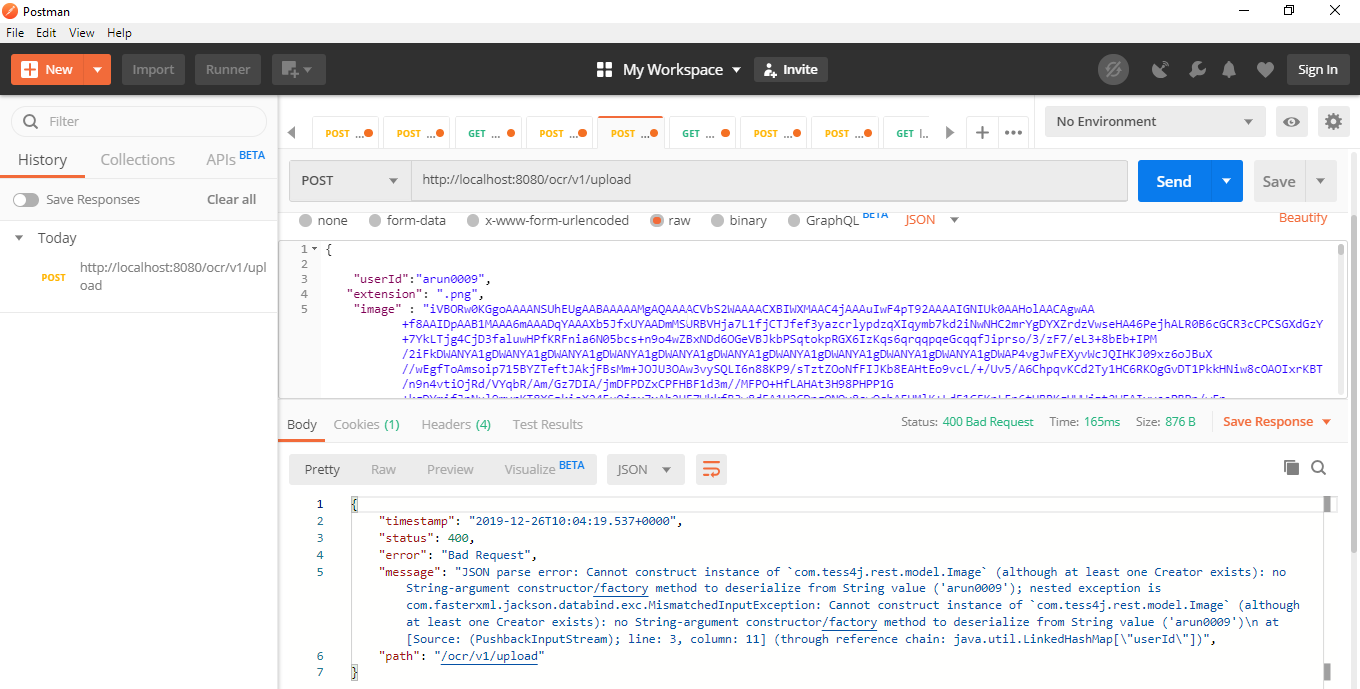 Postman
File Edit View Help
New Import Runner My Workspace Invite Sign In
Filter
History Collections APIs BETA
Save Responses Clear all
Today
POST http://localhost:8080/ocr/v1/upl
oad
POST ... POST ... GET ... POST ... POST ... GET ... POST ... POST ... GET [..
No Environment
POST http://localhost:8080/ocr/v1/upload Send Save
none form-data x-www-form-urlencoded raw binary GraphQL BETA JSON Beautify
1 {
2
3 "userId":"arun0009",
4 "extension": ".png",
5 "image" : "iVBORw0KGgoAAAANSUhEUgAABAAAAAMgAQAAAACVbS2WAAAACXBIWXMAAC4jAAAuIwF4pT92AAAAIGNIUk0AAHolAACAgwAA
+f8AAIDpAAB1MAAA6mAAADqYAAAXb5JfxUYAADmMSURBVHja7L1fjCTJfef3yazcrlypdzqXIqymb7kd2iNwNHC2mrYgDYXZrdzVwseHA46PejhALR0B6cGCR3cCPCSGXdGzY
+7YkLTjg4CjD3faluwHPfKRFnia6N05bcs+n9o4wZBxNDd6OGeVBJkbPSqtokpRGX6IzKqs6qrqqpqeGcqqfJiprso/3/zF7/eL3+8bEb+IPM
/n9n4vtiOjRd/VYqbR/Am/Gz7DIA/jmDFPDZxCPFHBF1d3m//MFPO+HfLAHAt3H98PHPP1G
Body Cookies (1) Headers (4) Test Results Status: 400 Bad Request Time: 165ms Size: 876 B Save Response
Pretty Raw Preview Visualize BETA JSON
1 {
2 "timestamp": "2019-12-26T10:04:19.537+0000",
3 "status": 400,
4 "error": "Bad Request",
5 "message": "JSON parse error: Cannot construct instance of `com.tess4j.rest.model.Image` (although at least one Creator exists): no
String-argument constructor/factory method to deserialize from String value ('arun0009'); nested exception is
com.fasterxml.jackson.databind.exc.MismatchedInputException: Cannot construct instance of `com.tess4j.rest.model.Image` (although
at least one Creator exists): no String-argument constructor/factory method to deserialize from String value ('arun0009')\n at
[Source: (PushbackInputStream); line: 3, column: 11] (through reference chain: java.util.LinkedHashMap[\"userId\"])",
6 "path": "/ocr/v1/upload"
7 }